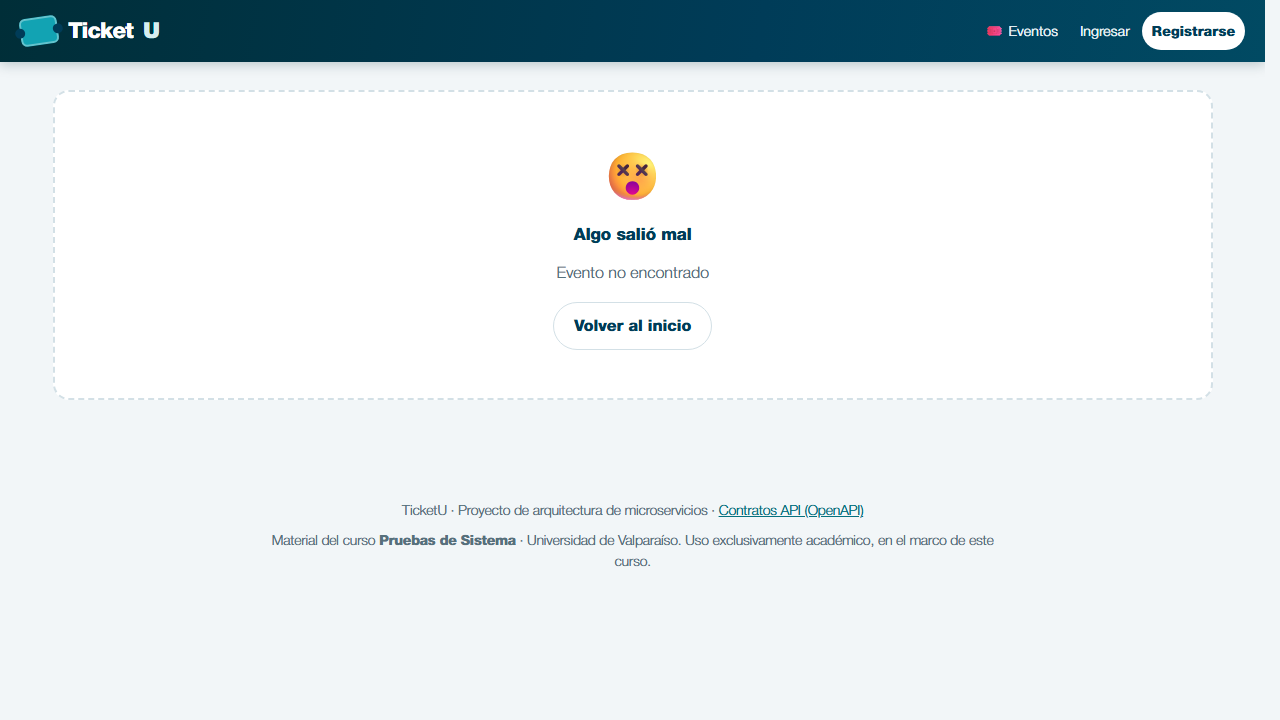 Ticket U
Eventos
Ingresar
Registrarse
Algo salió mal
Evento no encontrado
Volver al inicio
TicketU · Proyecto de arquitectura de microservicios · Contratos API (OpenAPI)
Material del curso Pruebas de Sistema · Universidad de Valparaíso. Uso exclusivamente académico, en el marco de este
curso.